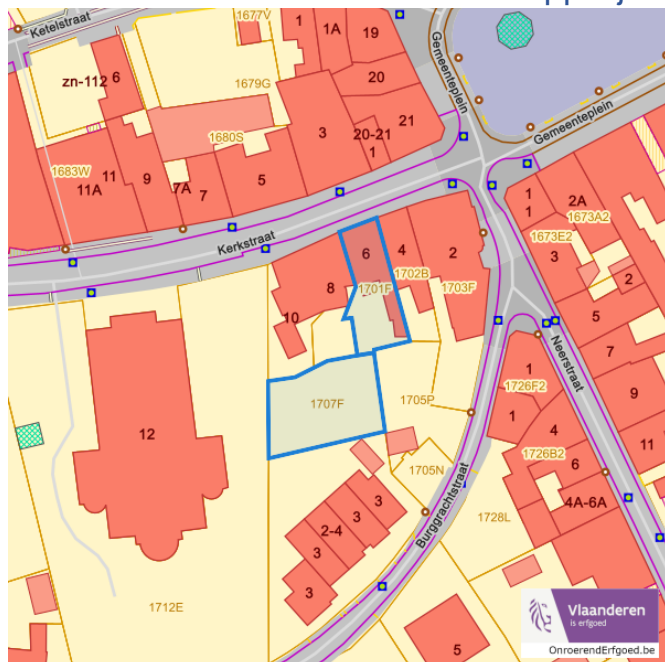 Ketelstraat
1677V
1
1A
19
Gemeenteplein
zn-112
6
1679G
20
1680S
3
20-21
21
1
Gemeenteplein
1683W
11A
11
9
7A
7
5
Kerkstraat
6
4
2
1702B
1703F
1701F
8
10
1
1
2A
1673A2
1673E2
3
2
5
7
Neerstraat
9
11
1
1726F2
1
4
1726B2
6
4A-6A
12
1707F
1705P
1705N
Burggrachtstraat
1728L
3
3
2-4
3
3
1712E
5
Vlaanderen
is erfgoed
OnroerendErfgoed.be